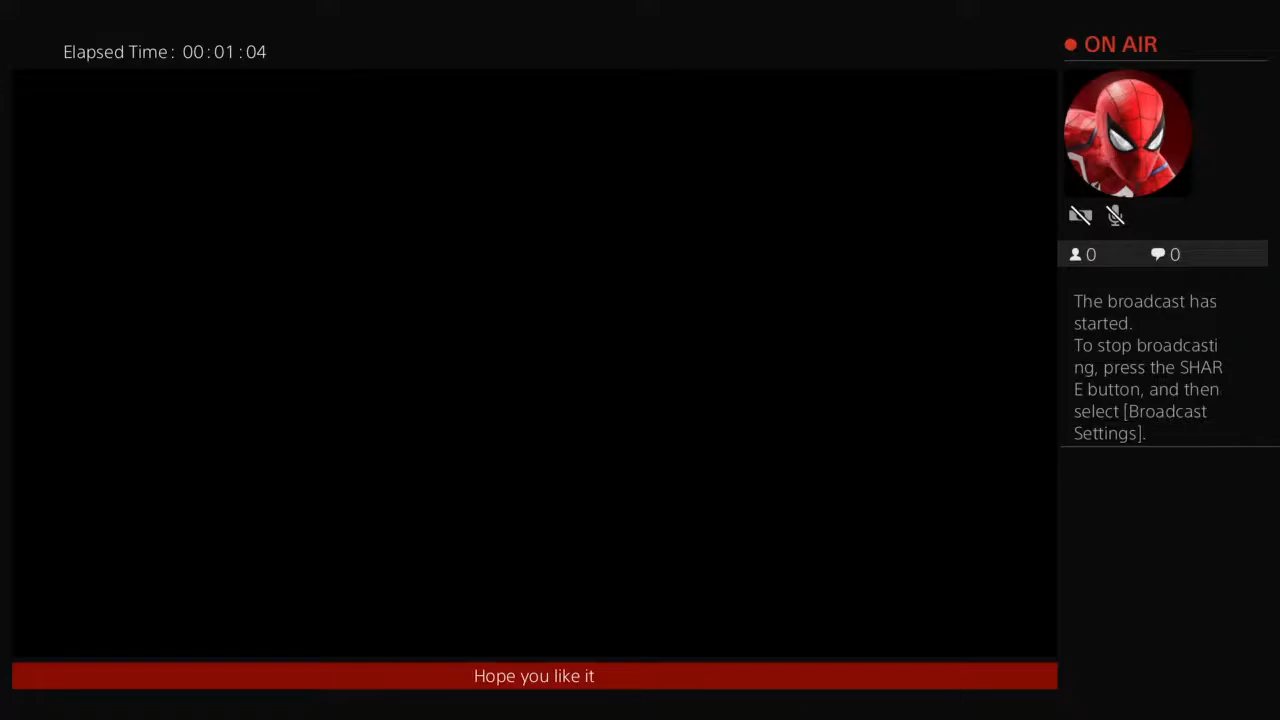 Elapsed Time: 00:01:04
ON AIR
0 0
The broadcast has
started.
To stop broadcasti
ng, press the SHAR
E button, and then
select [Broadcast
Settings].
Hope you like it